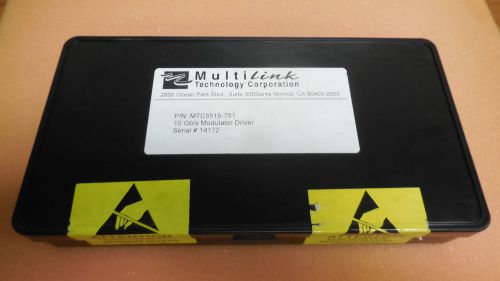 Multilink
Technology Corporation
2850 Ocean Park Blvd., Suite 335Santa Monica, CA 90405-2955
P/N: MTC5515-751
10 Gb/s Modulator Driver
Serial # 14172
ATTENTION